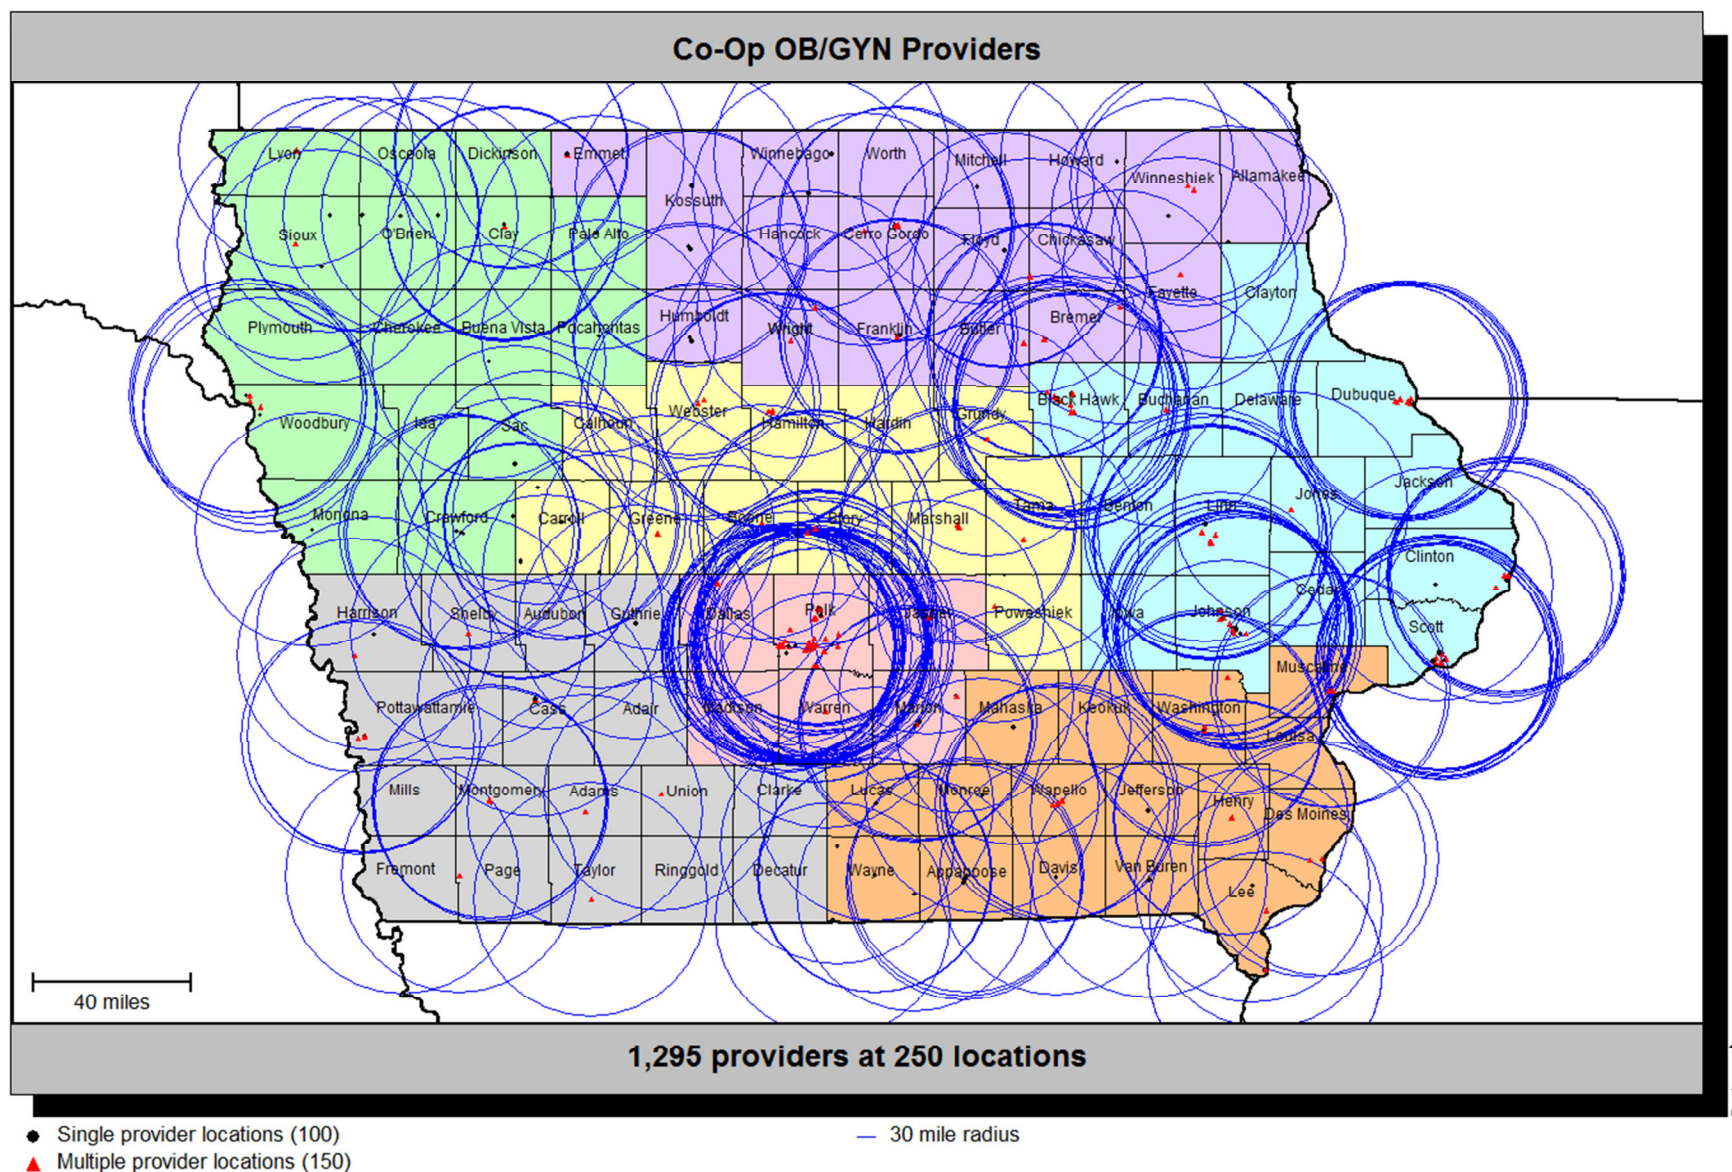 Co-Op OB/GYN Providers
Lyon Osceola Dickinson Emmet Winnebago Worth Mitchell Howard Winneshiek Allamakee
Kossuth
Sioux O'Brien Clay Palo Alto Hancock Cerro Gordo Floyd Chickasaw
Plymouth Cherokee Buena Vista Pocahontas Humboldt Wright Franklin Butler Bremer Fayette Clayton
Woodbury Ida Sac Calhoun Webster Hamilton Hardin Grundy Black Hawk Buchanan Delaware Dubuque
Monona Crawford Carroll Greene Boone Story Marshall Tama Benton Linn Jones Jackson
Clinton
Harrison Shelby Audubon Guthrie Dallas Polk Jasper Poweshiek Iowa Johnson Cedar
Scott
Muscatine
Pottawattamie Cass Adair Madison Warren Marion Mahaska Keokuk Washington
Louisa
Mills Montgomery Adams Union Clarke Lucas Monroe Wapello Jefferson Henry
Des Moines
Fremont Page Taylor Ringgold Decatur Wayne Appanoose Davis Van Buren
Lee
40 miles
1,295 providers at 250 locations
Single provider locations (100)
30 mile radius
Multiple provider locations (150)